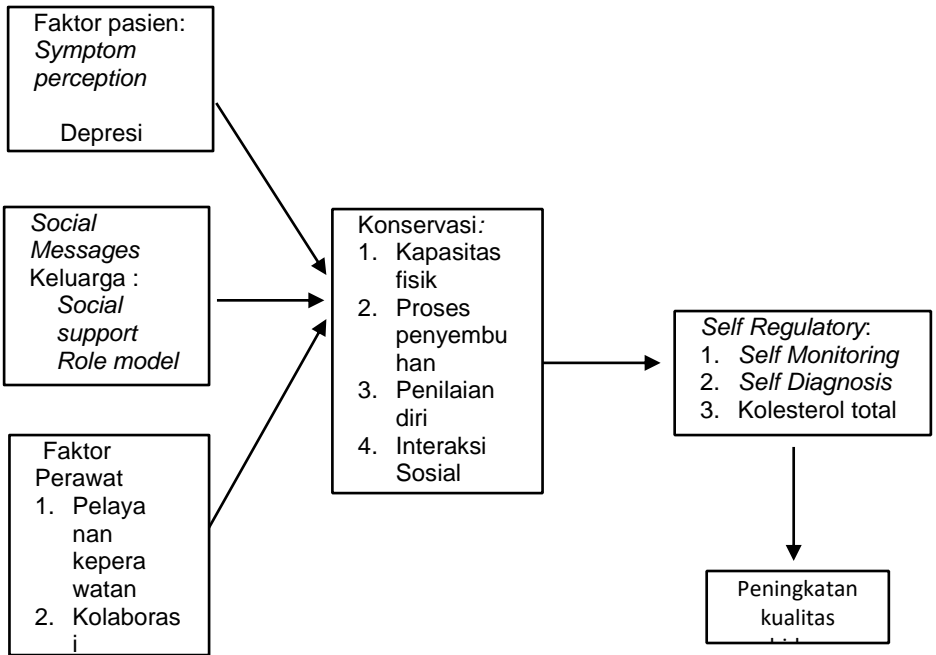 Faktor pasien:
Symptom
perception
Depresi
Social
Messages
Keluarga :
Social
support
Role model
Faktor
Perawat
1. Pelaya
nan
kepera
watan
2. Kolaboras
i
Konservasi:
1. Kapasitas
fisik
2. Proses
penyembu
han
3. Penilaian
diri
4. Interaksi
Sosial
Self Regulatory:
1. Self Monitoring
2. Self Diagnosis
3. Kolesterol total
Peningkatan
kualitas